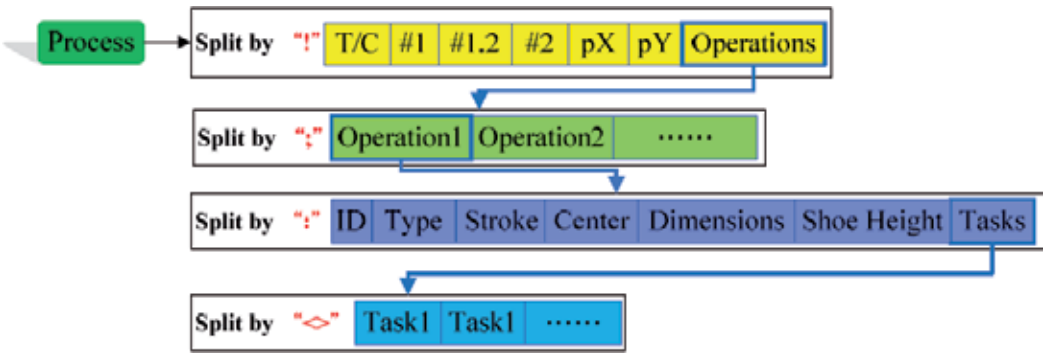 Process Split by "!" T/C #1 #1.2 #2 pX pY Operations
Split by ";" Operation1 Operation2 ······
Split by ":" ID Type Stroke Center Dimensions Shoe Height Tasks
Split by "<>" Task1 Task1 ······